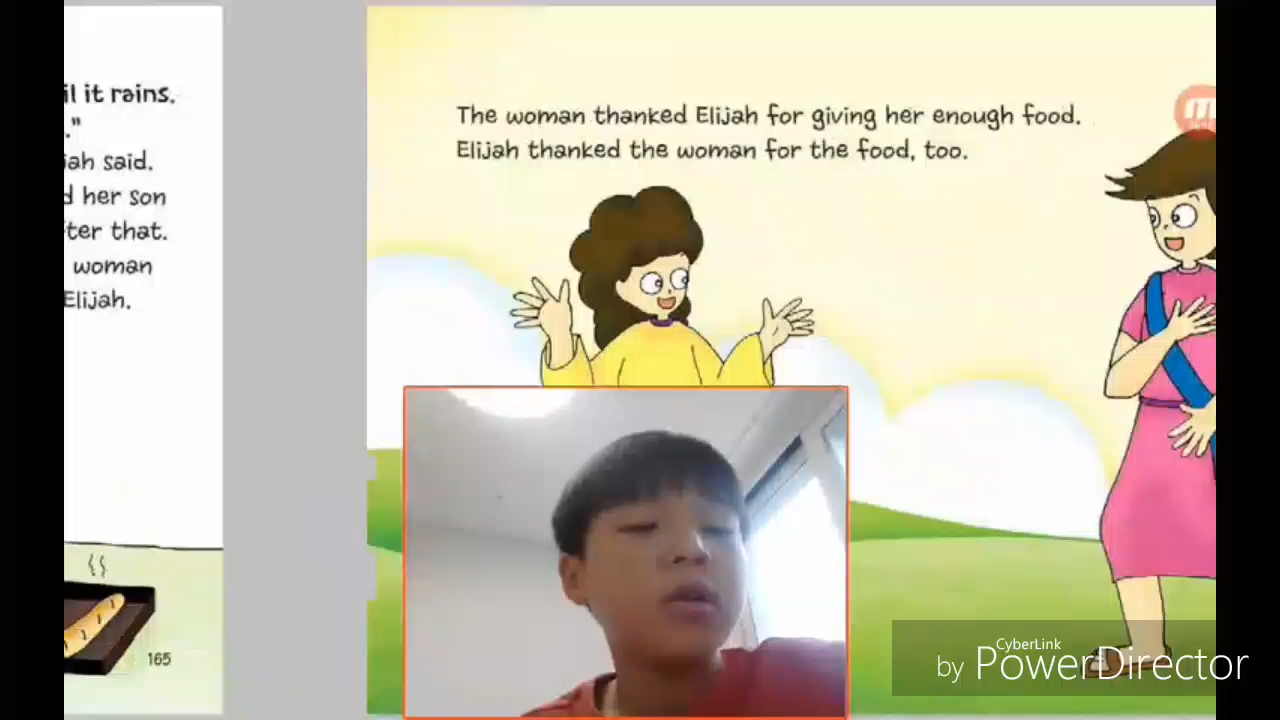 il it rains.
."
iah said.
d her son
ter that.
woman
Elijah.
165
The woman thanked Elijah for giving her enough food.
Elijah thanked the woman for the food, too.
CyberLink
by PowerDirector